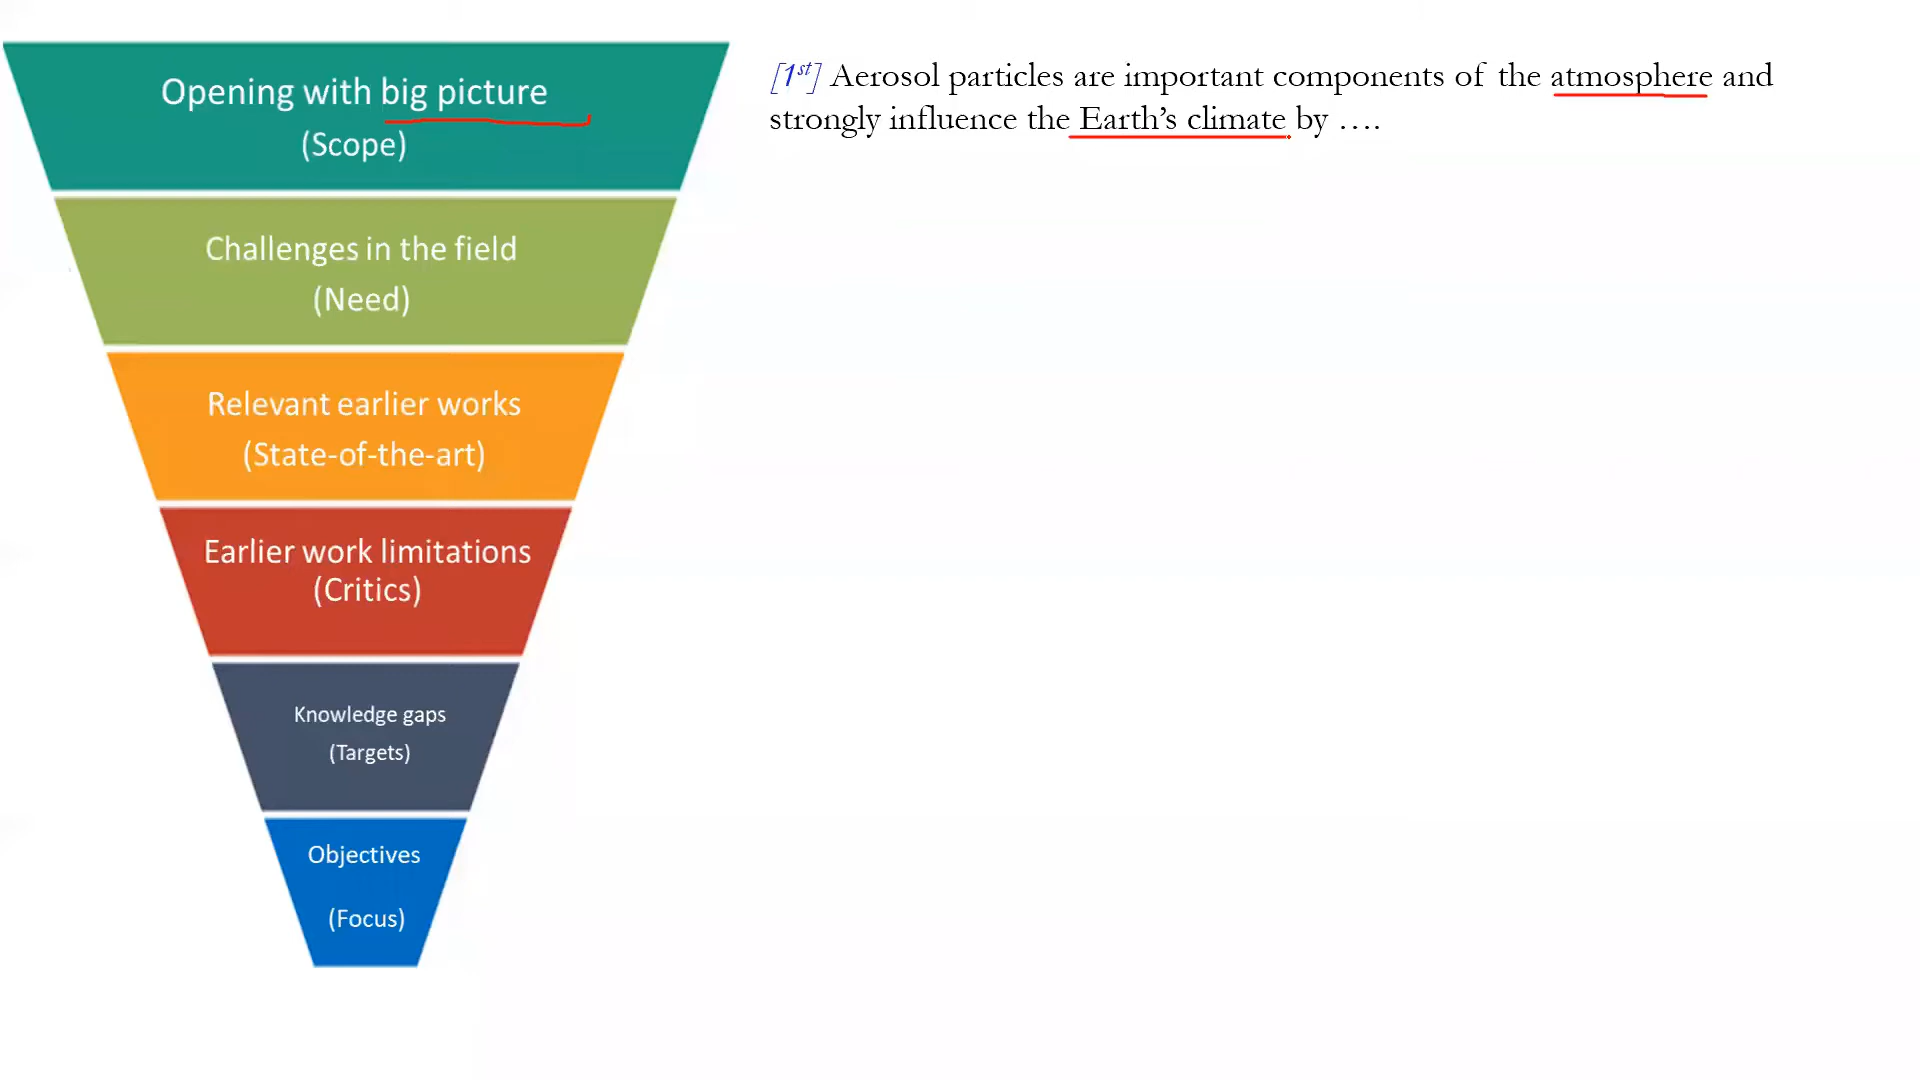 Opening with big picture
(Scope)
Challenges in the field
(Need)
Relevant earlier works
(State-of-the-art)
Earlier work limitations
(Critics)
Knowledge gaps
(Targets)
Objectives
(Focus)
[1st] Aerosol particles are important components of the atmosphere and
strongly influence the Earth’s climate by ….